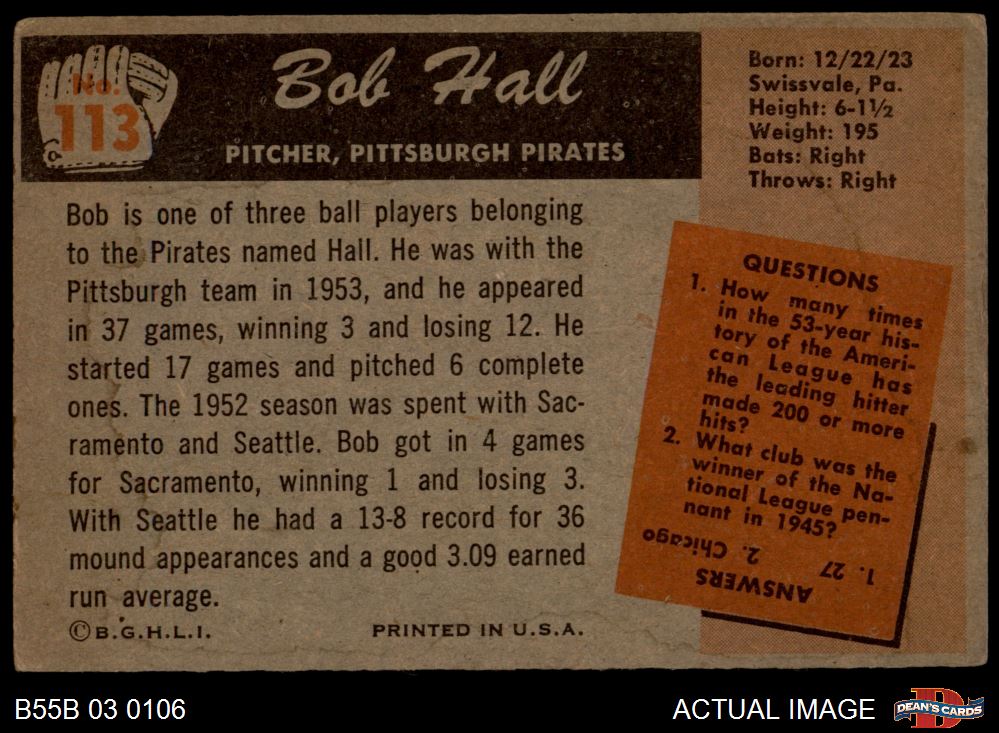 No.
113
Bob Hall
PITCHER, PITTSBURGH PIRATES
Born: 12/22/23
Swissvale, Pa.
Height: 6-1½
Weight: 195
Bats: Right
Throws: Right
Bob is one of three ball players belonging
to the Pirates named Hall. He was with the
Pittsburgh team in 1953, and he appeared
in 37 games, winning 3 and losing 12. He
started 17 games and pitched 6 complete
ones. The 1952 season was spent with Sac-
ramento and Seattle. Bob got in 4 games
for Sacramento, winning 1 and losing 3.
With Seattle he had a 13-8 record for 36
mound appearances and a good 3.09 earned
run average.
©B.G.H.L.I.
PRINTED IN U.S.A.
QUESTIONS
1. How many times
in the 53-year his-
tory of the Ameri-
can League has
the leading hitter
made 200 or more
hits?
2. What club was the
winner of the Na-
tional League pen-
nant in 1945?
ANSWERS
1. 27 2. Chicago
B55B 03 0106
ACTUAL IMAGE
D
DEAN'S CARDS